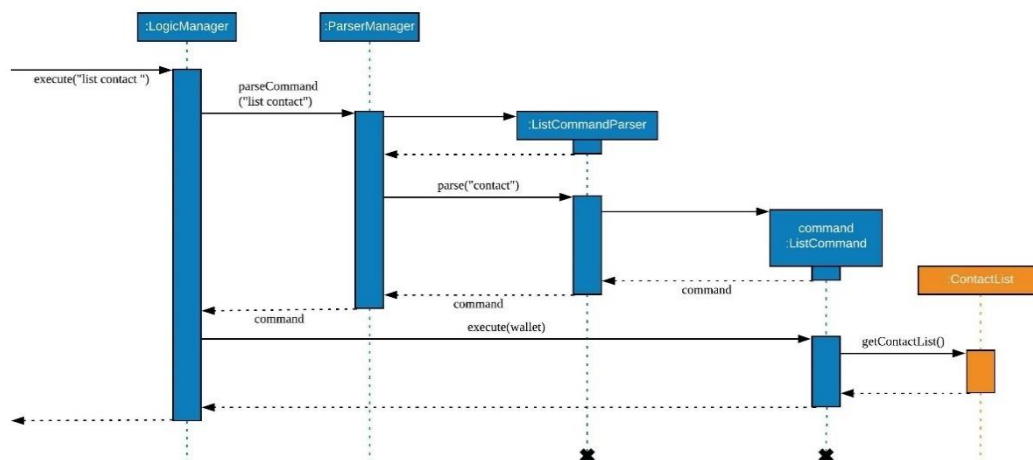 :LogicManager
:ParserManager
execute("list contact ")
parseCommand
("list contact")
:ListCommandParser
parse("contact")
command
:ListCommand
:ContactList
command
command
command
execute(wallet)
getContactList()